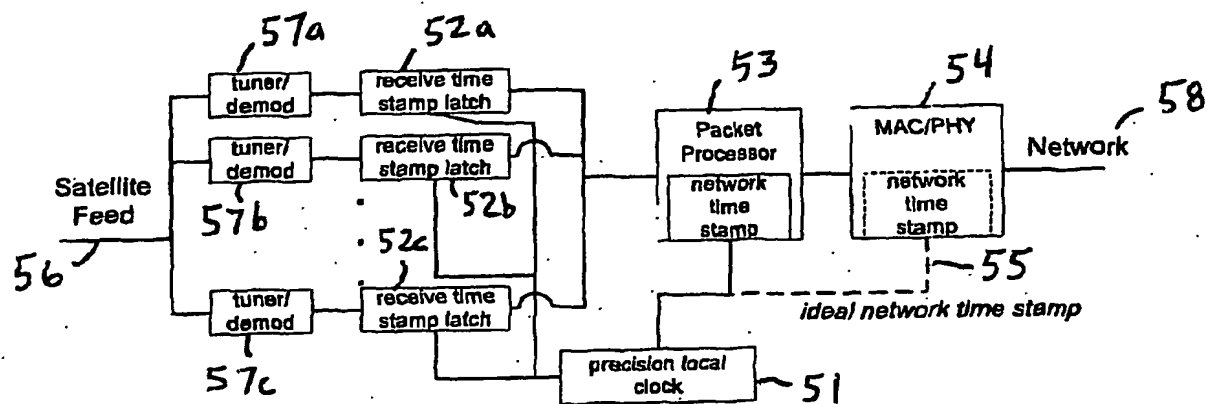 57a
52a
53
54
58
tuner/
demod
receive time
stamp latch
Packet
Processor
network
time
stamp
MAC/PHY
network
time
stamp
Network
tuner/
demod
receive time
stamp latch
Satellite
Feed
57b
52b
56
52c
55
tuner/
demod
receive time
stamp latch
ideal network time stamp
57c
precision local
clock
51